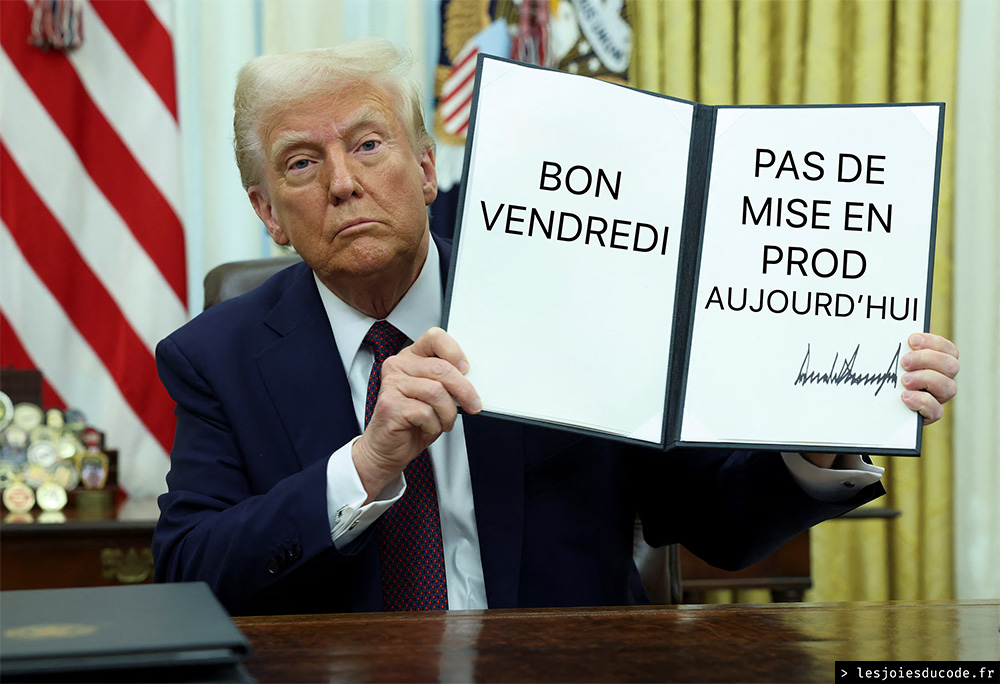 BON
VENDREDI
PAS DE
MISE EN
PROD
AUJOURD’HUI
> lesjoiesducode.fr